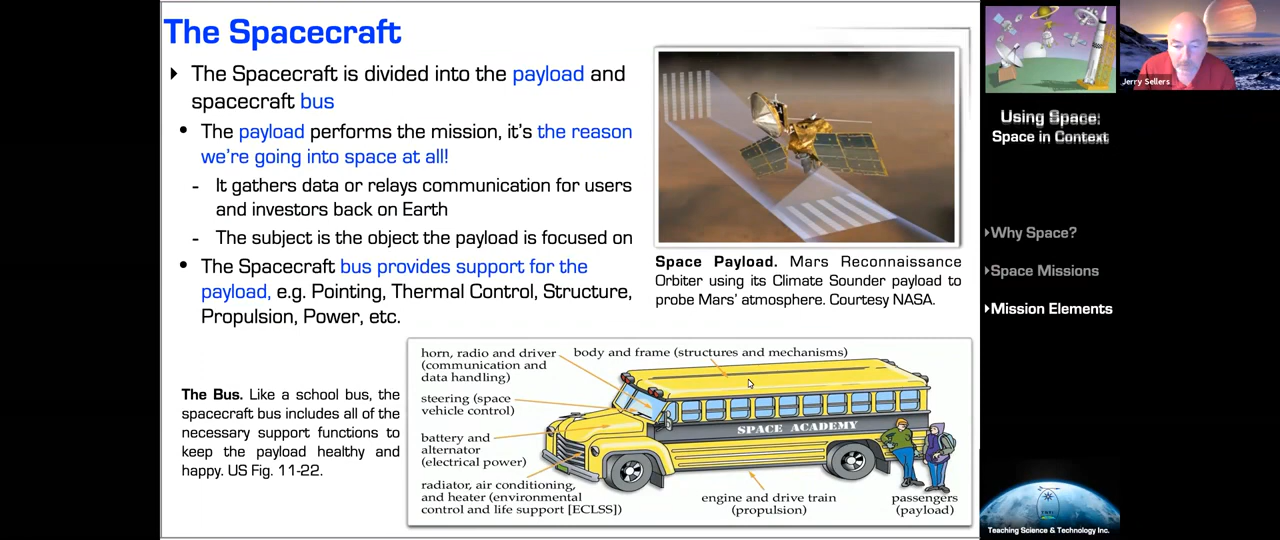 The Spacecraft
The Spacecraft is divided into the payload and
spacecraft bus
The payload performs the mission, it's the reason
we're going into space at all!
- It gathers data or relays communication for users
and investors back on Earth
- The subject is the object the payload is focused on
The Spacecraft bus provides support for the
payload, e.g. Pointing, Thermal Control, Structure,
Propulsion, Power, etc.
Space Payload. Mars Reconnaissance
Orbiter using its Climate Sounder payload to
probe Mars' atmosphere. Courtesy NASA.
The Bus. Like a school bus, the
spacecraft bus includes all of the
necessary support functions to
keep the payload healthy and
happy. US Fig. 11-22.
horn, radio and driver
(communication and
data handling)
body and frame (structures and mechanisms)
steering (space
vehicle control)
battery and
alternator
(electrical power)
radiator, air conditioning,
and heater (environmental
control and life support [ECLSS])
SPACE ACADEMY
engine and drive train
(propulsion)
passengers
(payload)
Jerry Sellers
Using Space:
Space in Context
Why Space?
Space Missions
Mission Elements
Teaching Science & Technology Inc.